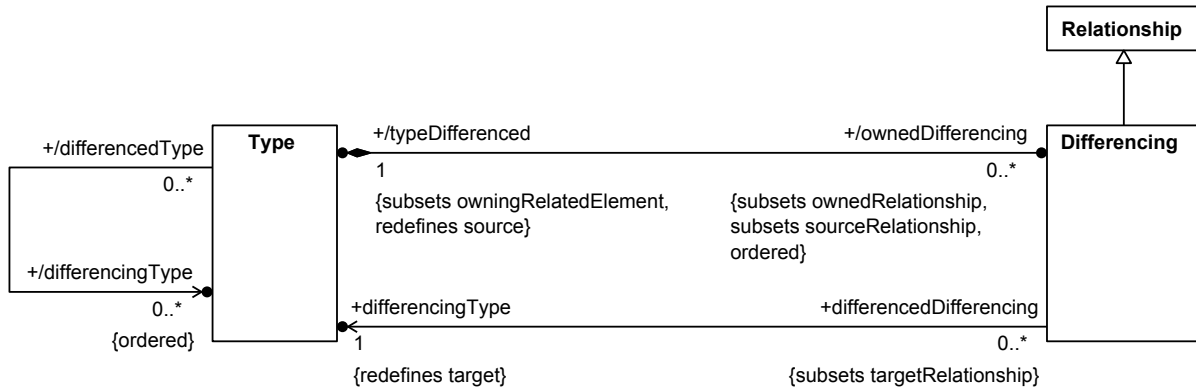 Relationship
Type
+/typeDifferenced
+/ownedDifferencing
Differencing
+/differencedType
0..*
1
0..*
{subsets owningRelatedElement,
redefines source}
{subsets ownedRelationship,
subsets sourceRelationship,
ordered}
+/differencingType
0..*
{ordered}
+differencingType
+differencedDifferencing
1
0..*
{redefines target}
{subsets targetRelationship}